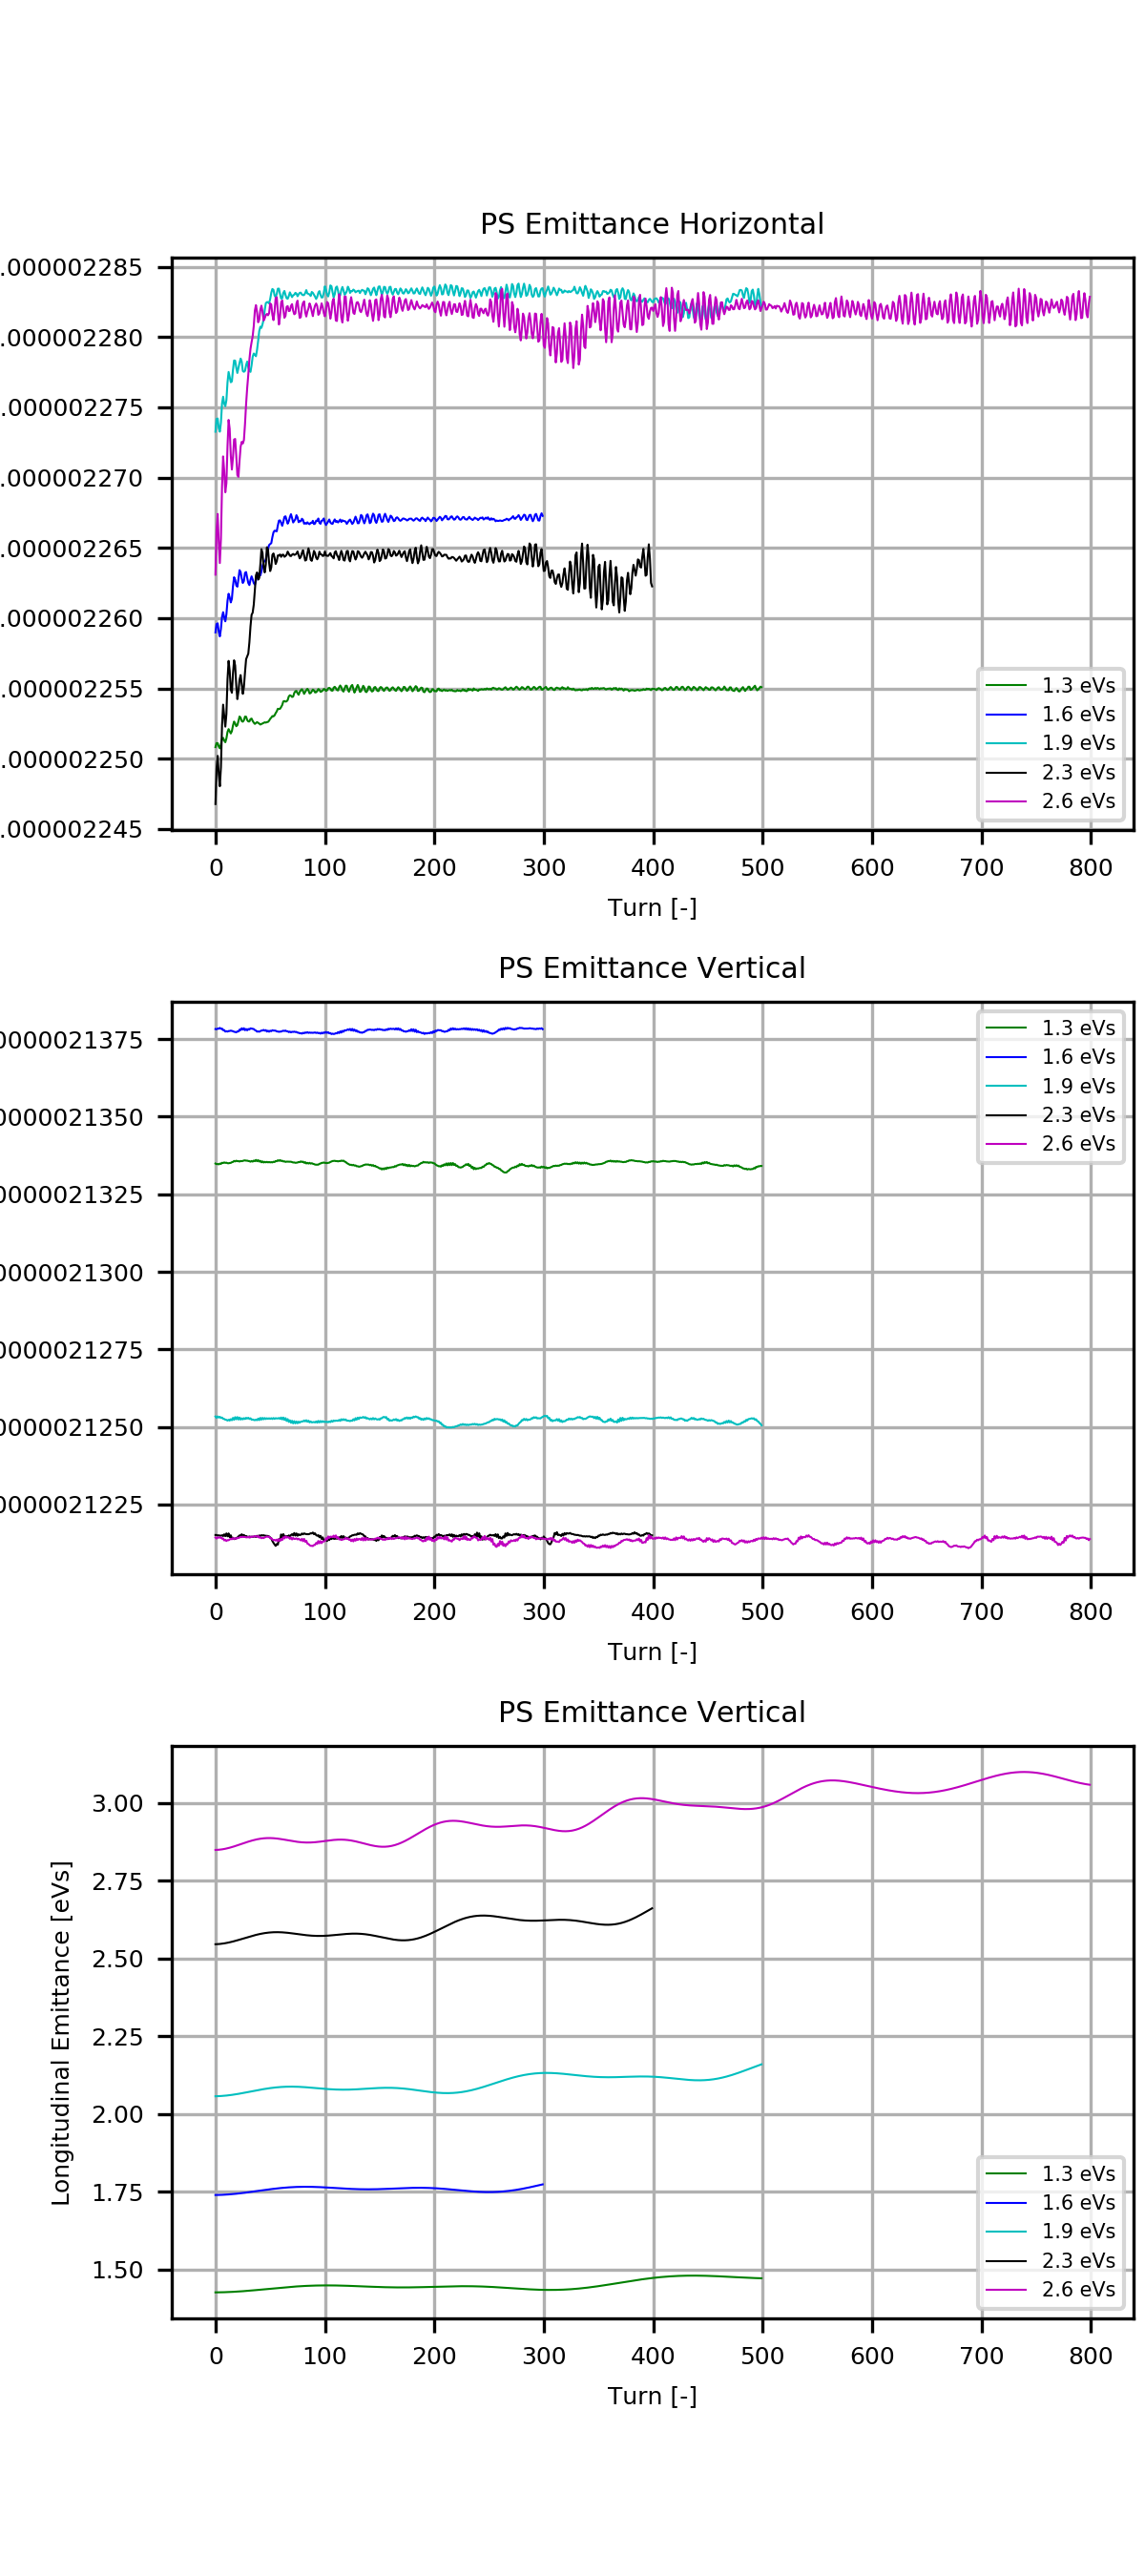 PS Emittance Horizontal
.000002285
.000002280
.000002275
.000002270
.000002265
.000002260
.000002255
.000002250
.000002245
1.3 eVs
1.6 eVs
1.9 eVs
2.3 eVs
2.6 eVs
0 100 200 300 400 500 600 700 800
Turn [-]
PS Emittance Vertical
0000021375
0000021350
0000021325
0000021300
0000021275
0000021250
0000021225
1.3 eVs
1.6 eVs
1.9 eVs
2.3 eVs
2.6 eVs
0 100 200 300 400 500 600 700 800
Turn [-]
PS Emittance Vertical
Longitudinal Emittance [eVs]
3.00
2.75
2.50
2.25
2.00
1.75
1.50
1.3 eVs
1.6 eVs
1.9 eVs
2.3 eVs
2.6 eVs
0 100 200 300 400 500 600 700 800
Turn [-]